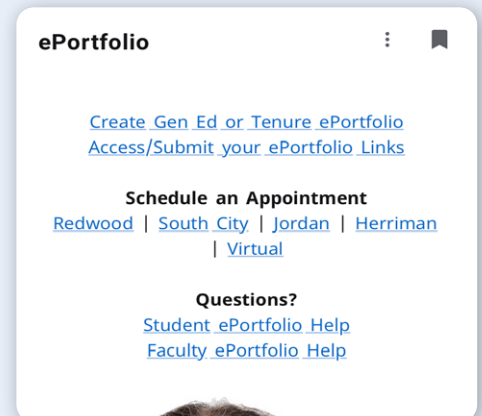 ePortfolio
Create Gen Ed or Tenure ePortfolio
Access/Submit your ePortfolio Links
Schedule an Appointment
Redwood | South City | Jordan | Herriman
| Virtual
Questions?
Student ePortfolio Help
Faculty ePortfolio Help